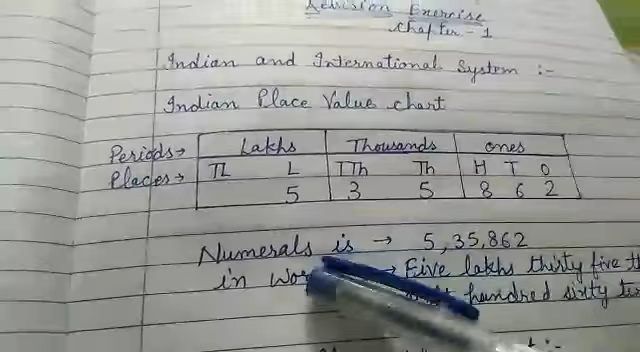 Revision Exercise
Chapter - 1
Indian and International System :-
Indian Place Value chart
Periods→ Lakhs Thousands ones
Places→ TL L TTh Th H T O
5 3 5 8 6 2
Numerals is → 5,35,862
in → Five lakhs thirty five
hundred sixty